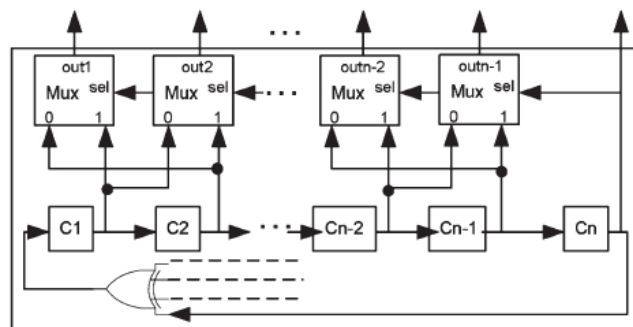 ...
out1 out2 outn-2 outn-1
Mux sel Mux sel ... Mux sel Mux sel
0 1 0 1 0 1 0 1
C1 C2 ... Cn-2 Cn-1 Cn